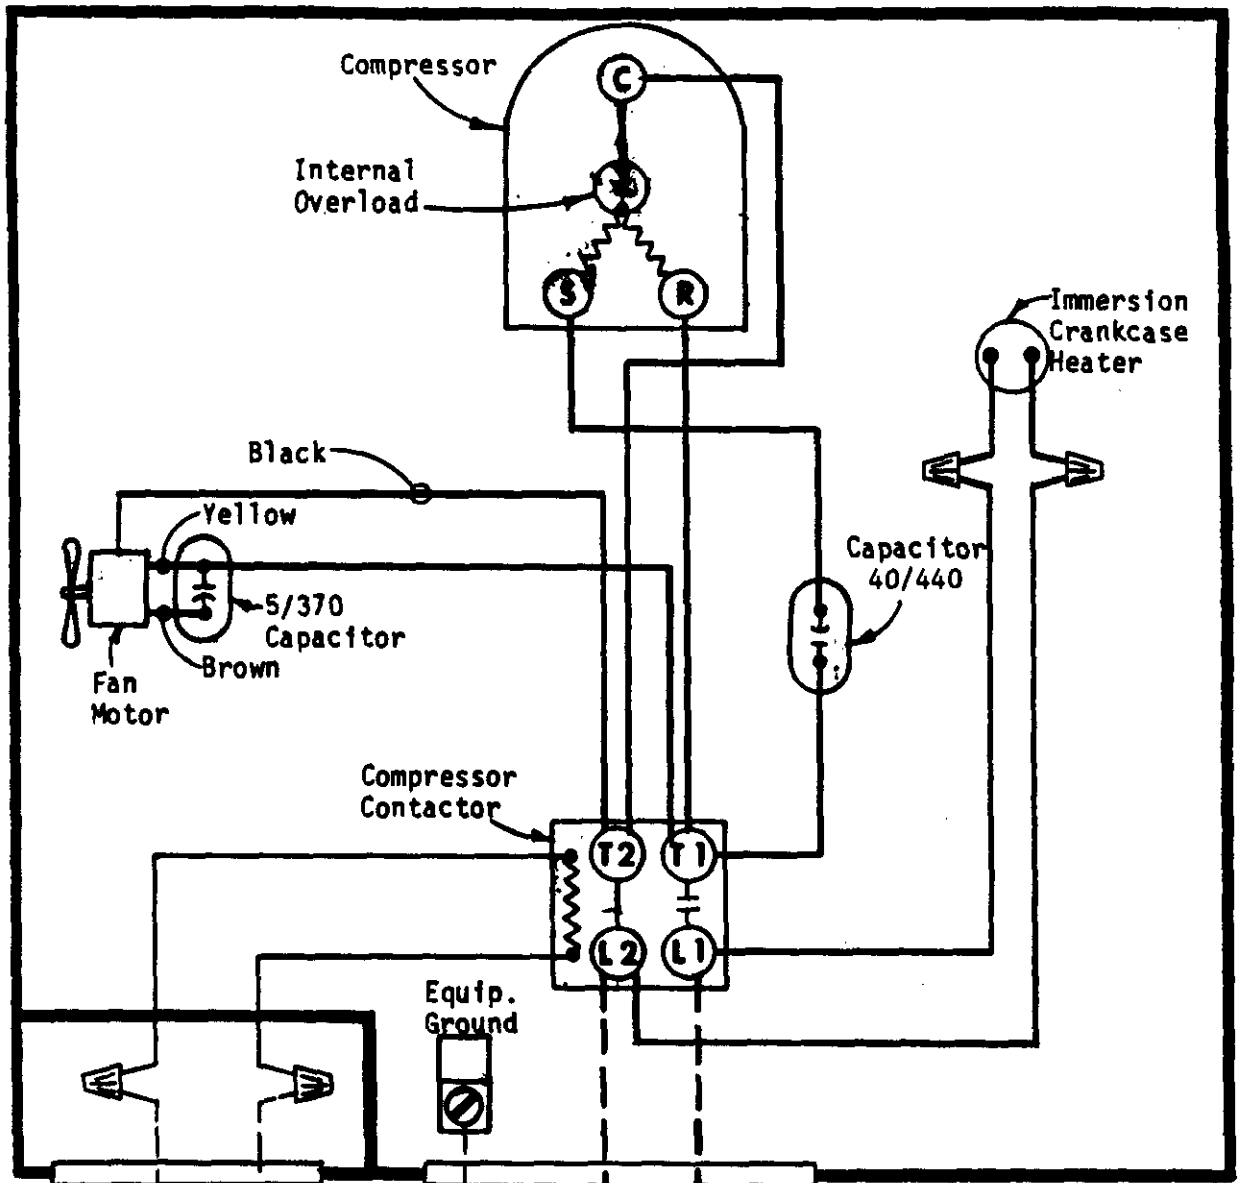 Compressor
C
Internal
Overload
S
R
Immersion
Crankcase
Heater
Black
Yellow
Capacitor
40/440
5/370
Capacitor
Brown
Fan
Motor
Compressor
Contactor
T2
T1
L2
L1
Equip.
Ground